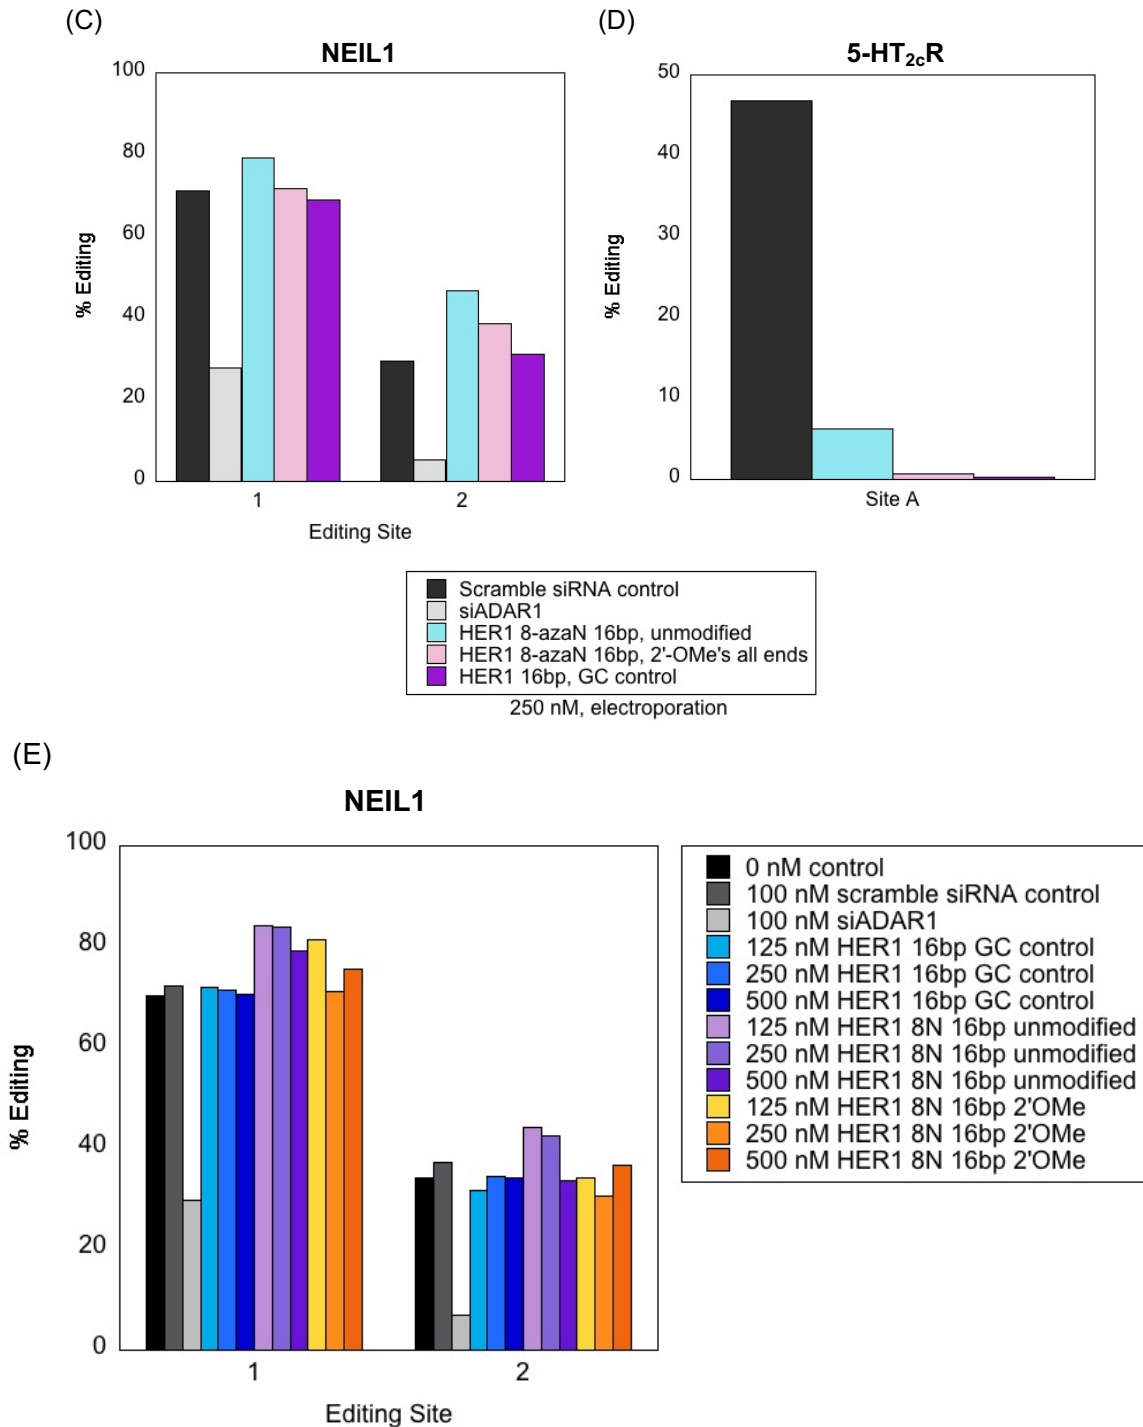 (C)
NEIL1
100
80
60
40
20
0
% Editing
1
2
Editing Site
(D)
5-HT2cR
50
40
30
20
10
0
% Editing
Site A
Scramble siRNA control
siADAR1
HER1 8-azaN 16bp, unmodified
HER1 8-azaN 16bp, 2'-OMe's all ends
HER1 16bp, GC control
250 nM, electroporation
(E)
NEIL1
100
80
60
40
20
0
% Editing
1
2
Editing Site
0 nM control
100 nM scramble siRNA control
100 nM siADAR1
125 nM HER1 16bp GC control
250 nM HER1 16bp GC control
500 nM HER1 16bp GC control
125 nM HER1 8N 16bp unmodified
250 nM HER1 8N 16bp unmodified
500 nM HER1 8N 16bp unmodified
125 nM HER1 8N 16bp 2'OMe
250 nM HER1 8N 16bp 2'OMe
500 nM HER1 8N 16bp 2'OMe